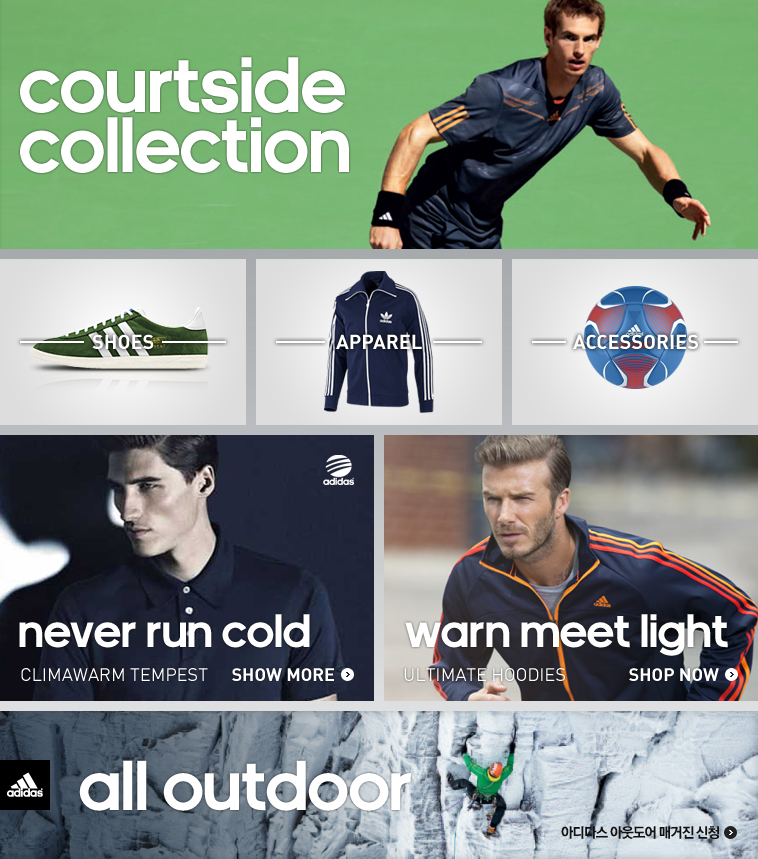 courtside
collection
SHOES
APPAREL
ACCESSORIES
adidas
never run cold
CLIMAWARM TEMPEST SHOW MORE
adidas
warn meet light
ULTIMATE HOODIES SHOP NOW
adidas
all outdoor
아디다스 아웃도어 매거진 신청